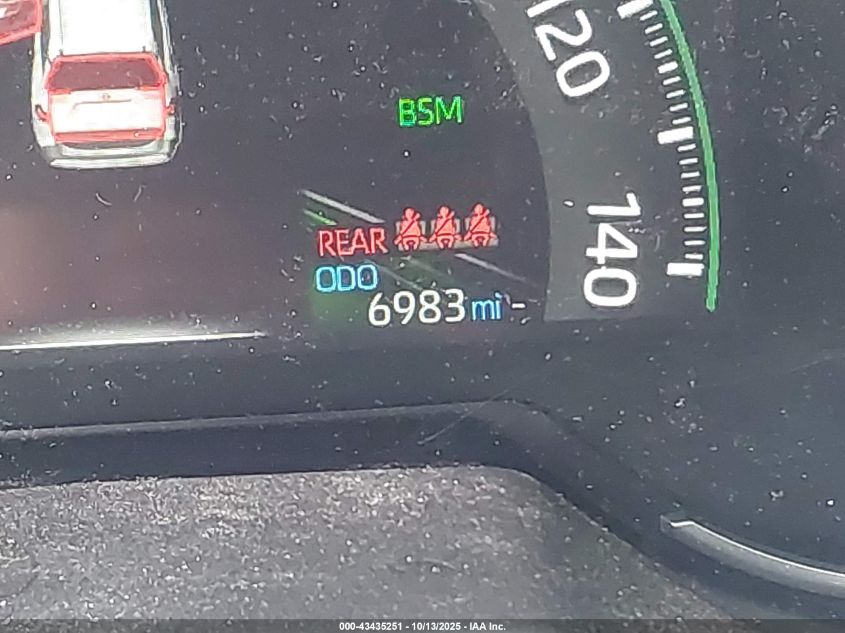 120
BSM
140
REAR
ODO
6983 mi
000-43435251 - 10/13/2025 - IAA Inc.